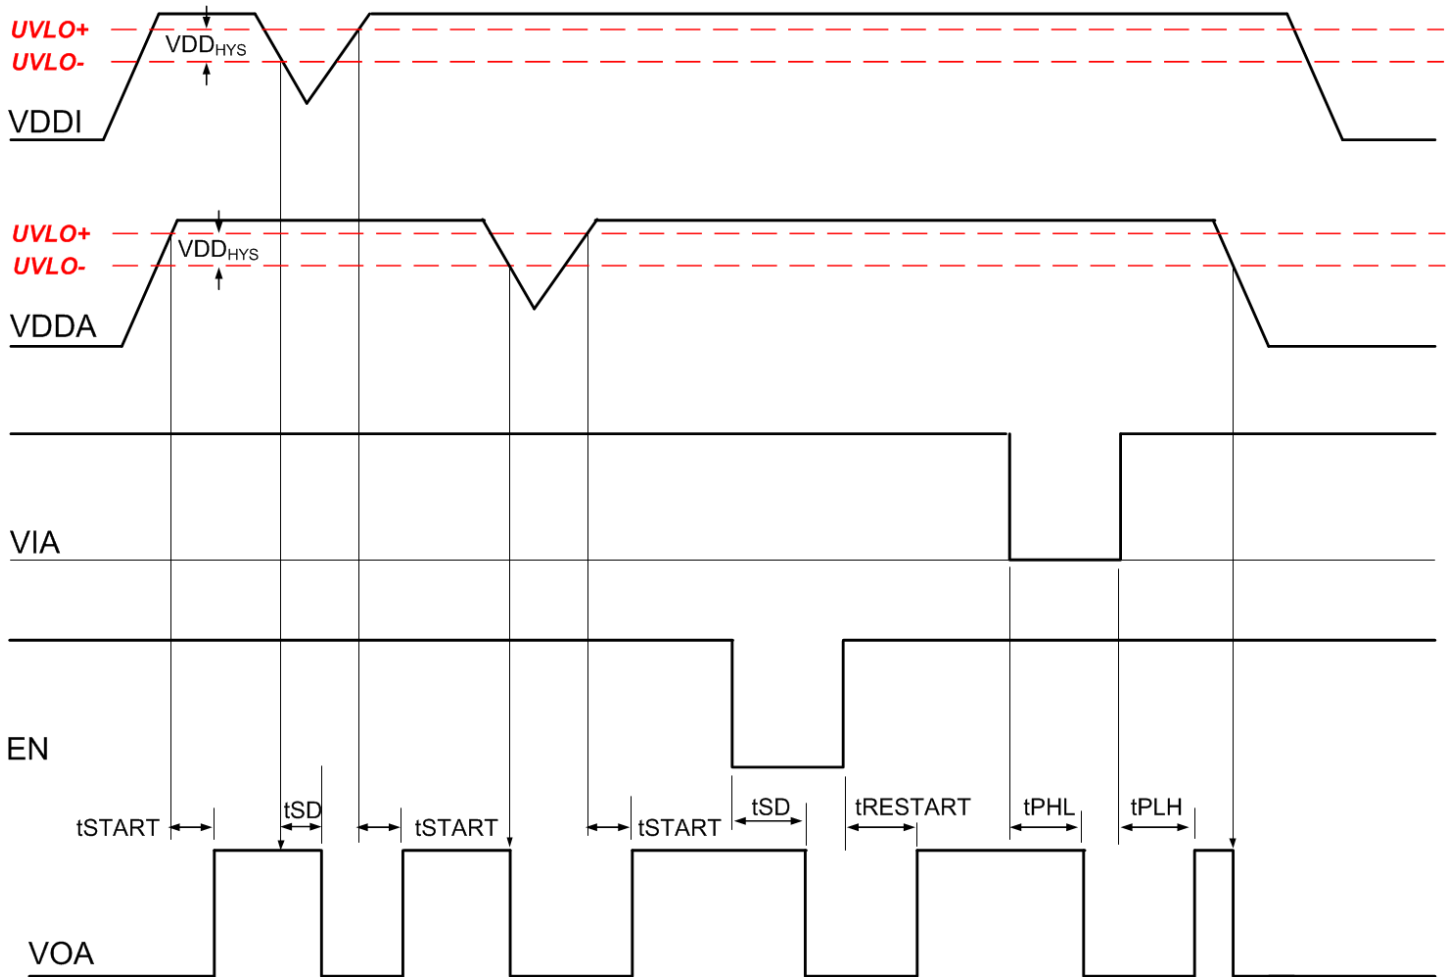 UVLO+
VDDHYS
UVLO-
VDDI
UVLO+
VDDHYS
UVLO-
VDDA
VIA
EN
tSTART
tSD
tSTART
tSTART
tSD
tRESTART
tPHL
tPLH
VOA